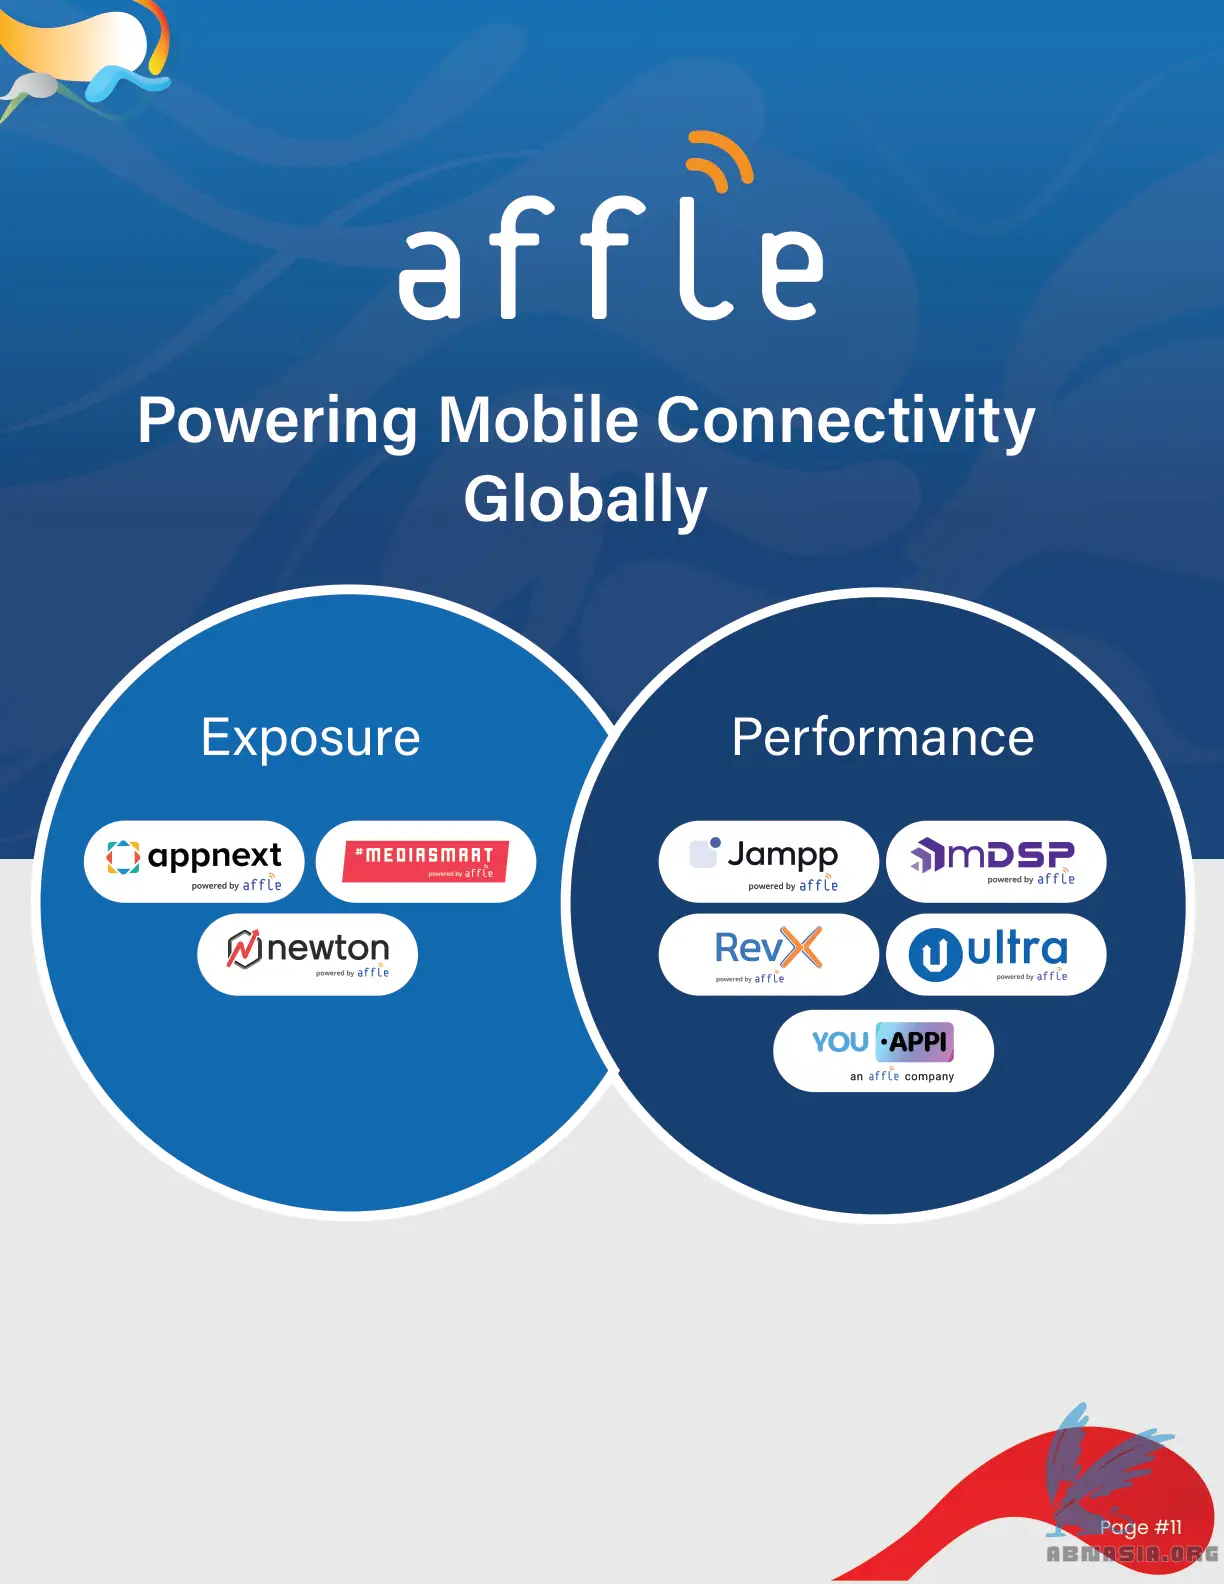 affle
Powering Mobile Connectivity
Globally
Exposure
Performance
appnext
powered by affle
#MEDIASMART
powered by affle
newton
powered by affle
Jampp
powered by affle
mDSP
powered by affle
RevX
powered by affle
ultra
powered by affle
YOU•APPI
an affle company
Page #11
ABNASIA.ORG